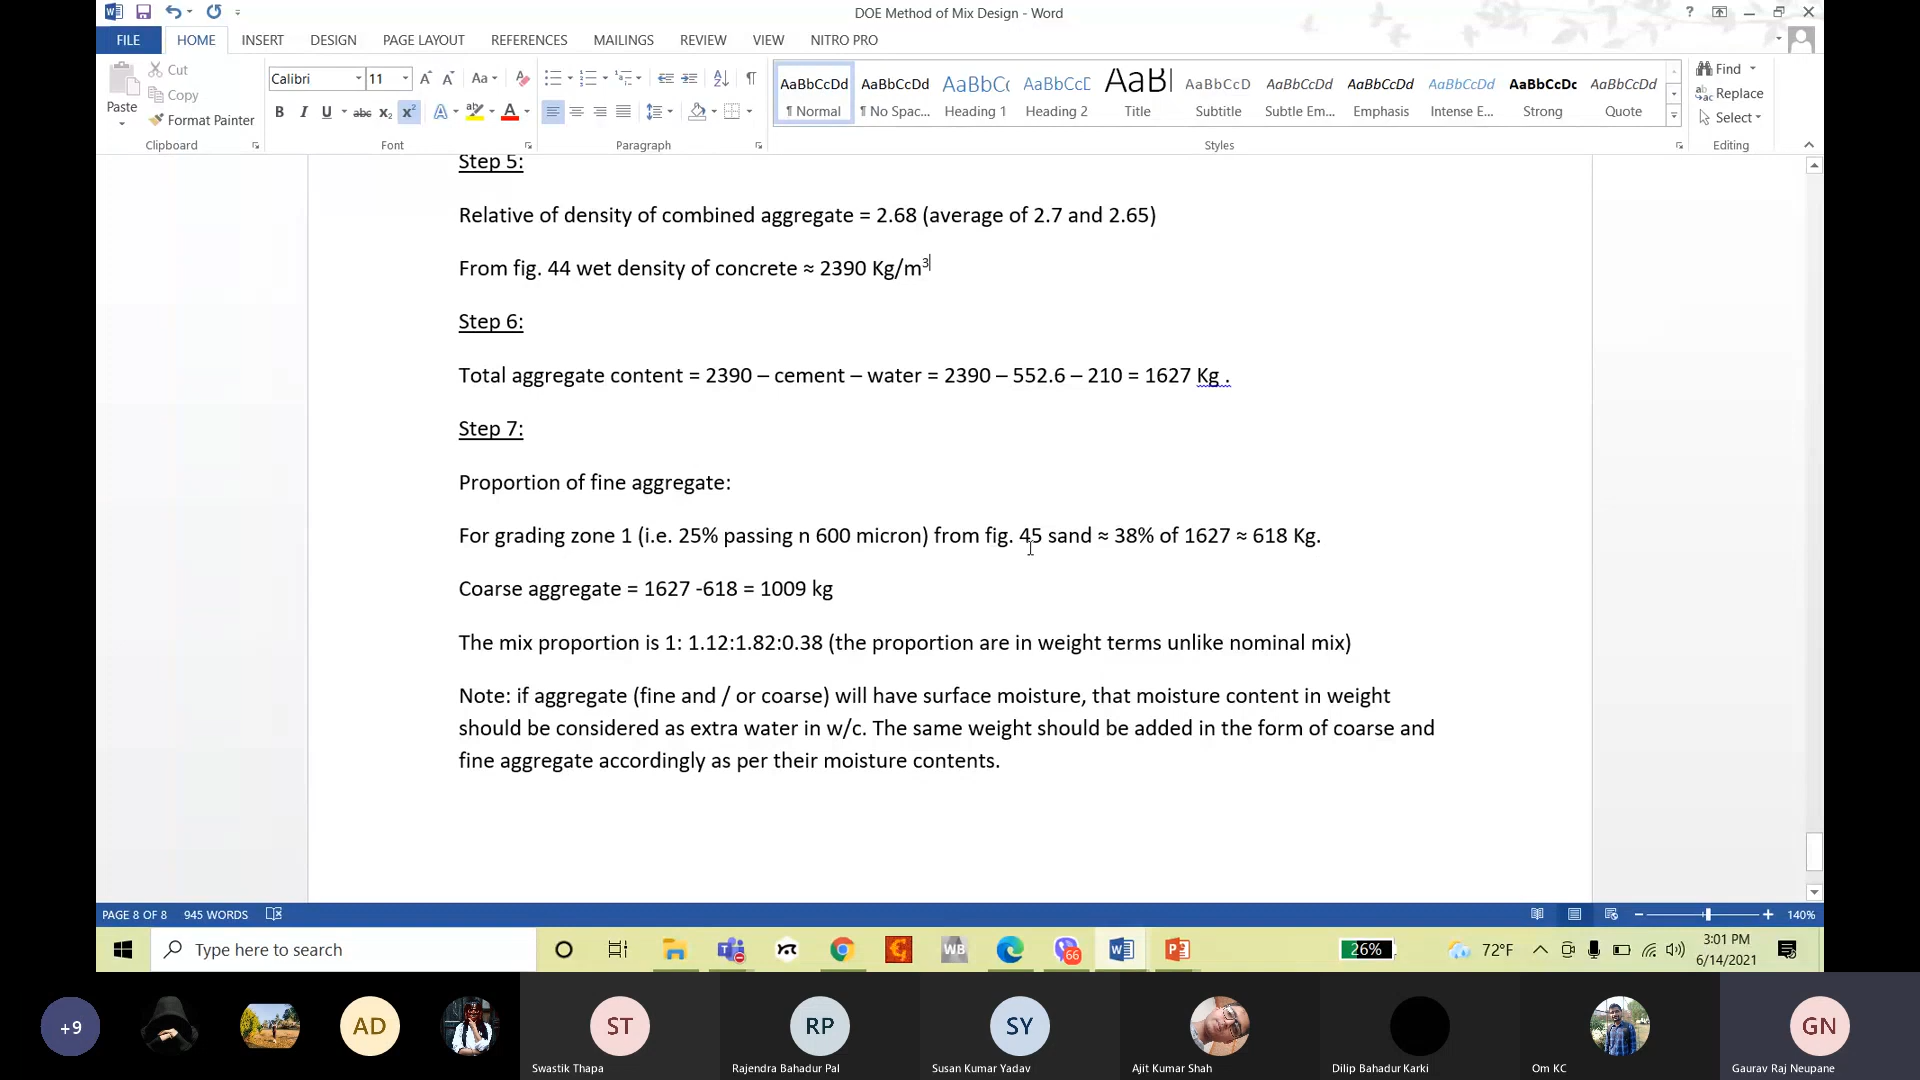 DOE Method of Mix Design - Word
FILE HOME INSERT DESIGN PAGE LAYOUT REFERENCES MAILINGS REVIEW VIEW NITRO PRO
Paste
Cut
Copy
Format Painter
Clipboard
Calibri 11
Font
Paragraph
AaBbCcDd AaBbCcDd AaBbCc AaBbCcD AaBl AaBbCcD AaBbCcDd AaBbCcDd AaBbCcDd AaBbCcDc AaBbCcDd
¶ Normal ¶ No Spac... Heading 1 Heading 2 Title Subtitle Subtle Em... Emphasis Intense E... Strong Quote
Styles
Find
Replace
Select
Editing
Step 5:
Relative of density of combined aggregate = 2.68 (average of 2.7 and 2.65)
From fig. 44 wet density of concrete ≈ 2390 Kg/m³
Step 6:
Total aggregate content = 2390 – cement – water = 2390 – 552.6 – 210 = 1627 Kg .
Step 7:
Proportion of fine aggregate:
For grading zone 1 (i.e. 25% passing n 600 micron) from fig. 45 sand ≈ 38% of 1627 ≈ 618 Kg.
Coarse aggregate = 1627 -618 = 1009 kg
The mix proportion is 1: 1.12:1.82:0.38 (the proportion are in weight terms unlike nominal mix)
Note: if aggregate (fine and / or coarse) will have surface moisture, that moisture content in weight
should be considered as extra water in w/c. The same weight should be added in the form of coarse and
fine aggregate accordingly as per their moisture contents.
PAGE 8 OF 8 945 WORDS 140%
Type here to search
WB
66
26%
72°F
3:01 PM
6/14/2021
+9
AD
ST
RP
SY
GN
Swastik Thapa
Rajendra Bahadur Pal
Susan Kumar Yadav
Ajit Kumar Shah
Dilip Bahadur Karki
Om KC
Gaurav Raj Neupane